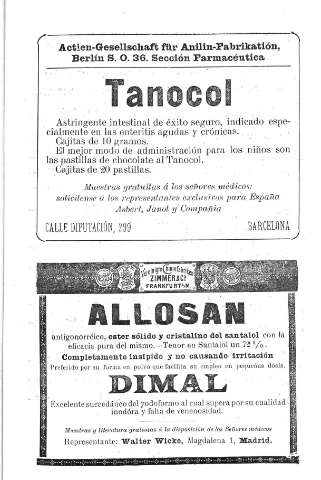 Actien-Gesellschaft für Anilin-Fabrikatión,
Berlín S. O. 36. Sección Farmacéutica
Tanocol
Astringente intestinal de éxito seguro, indicado espe-
cialmente en las enteritis agudas y crónicas.
Cajitas de 10 gramos.
El mejor modo de administración para los niños son
las pastillas de chocolate al Tanocol.
Cajitas de 20 pastillas.
Muestras gratuitas á los señores médicos:
solicítense á los representantes exclusivos para España
Asbert, Janot y Compañía
CALLE DIPUTACIÓN, 299 BARCELONA
ZIMMER & Cº
FRANKFURT a/M.
ALLOSAN
antigonorréico, ester sólido y cristalino del santalol con la
eficacia pura del mismo.—Tenor en Santalol un 72 %.
Completamente insípido y no causando irritación
Preferido por su forma en polvo que facilita su empleo en pequeñas dosis.
DIMAL
Excelente surcedáneo del yodoformo al cual supera por su cualidad
inodóra y falta de venenosidad.
Muestras y literatura gratuitas á la disposición de los Señores médicos
Representante: Walter Wicke, Magdalena 1, Madrid.